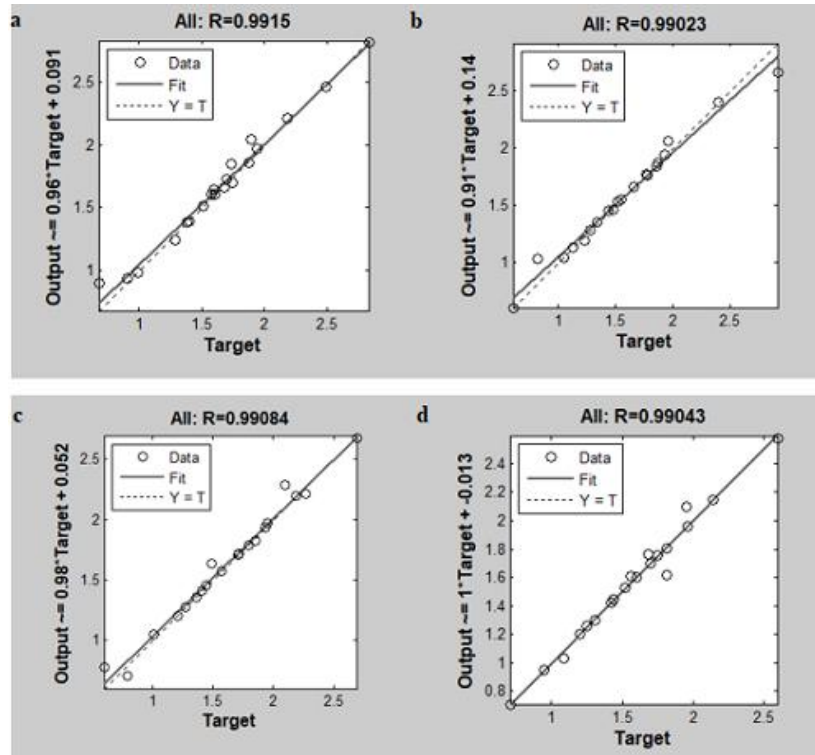 a
All: R=0.9915
Output ~= 0.96*Target + 0.091
2.5
2
1.5
1
Data
Fit
Y = T
1
1.5
2
2.5
Target
b
All: R=0.99023
Output ~= 0.91*Target + 0.14
2.5
2
1.5
1
Data
Fit
Y = T
1
1.5
2
2.5
Target
c
All: R=0.99084
Output ~= 0.98*Target + 0.052
2.5
2
1.5
1
Data
Fit
Y = T
1
1.5
2
2.5
Target
d
All: R=0.99043
Output ~= 1*Target + -0.013
2.4
2.2
2
1.8
1.6
1.4
1.2
1
0.8
Data
Fit
Y = T
1
1.5
2
2.5
Target